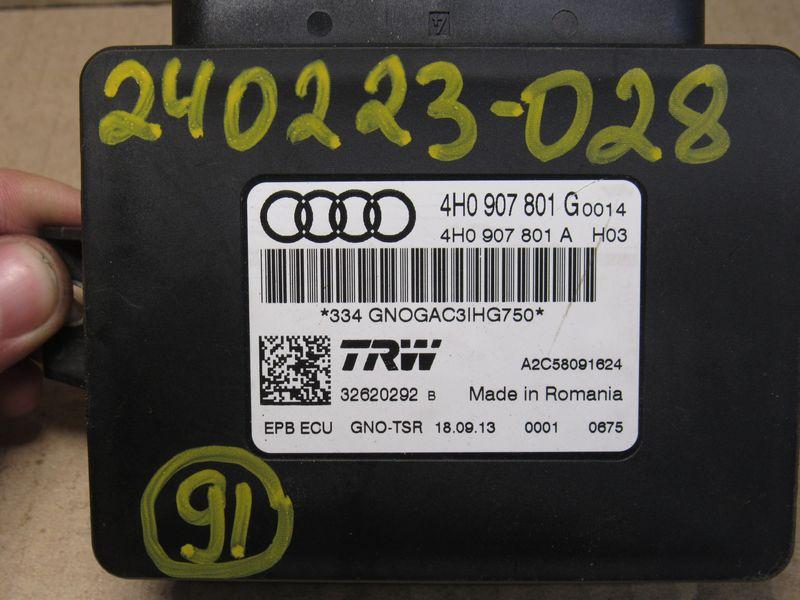 240223-028
4H0 907 801 G 0014
4H0 907 801 A H03
*334 GNOGAC3IHG750*
TRW A2C58091624
32620292 B Made in Romania
EPB ECU GNO-TSR 18.09.13 0001 0675
91